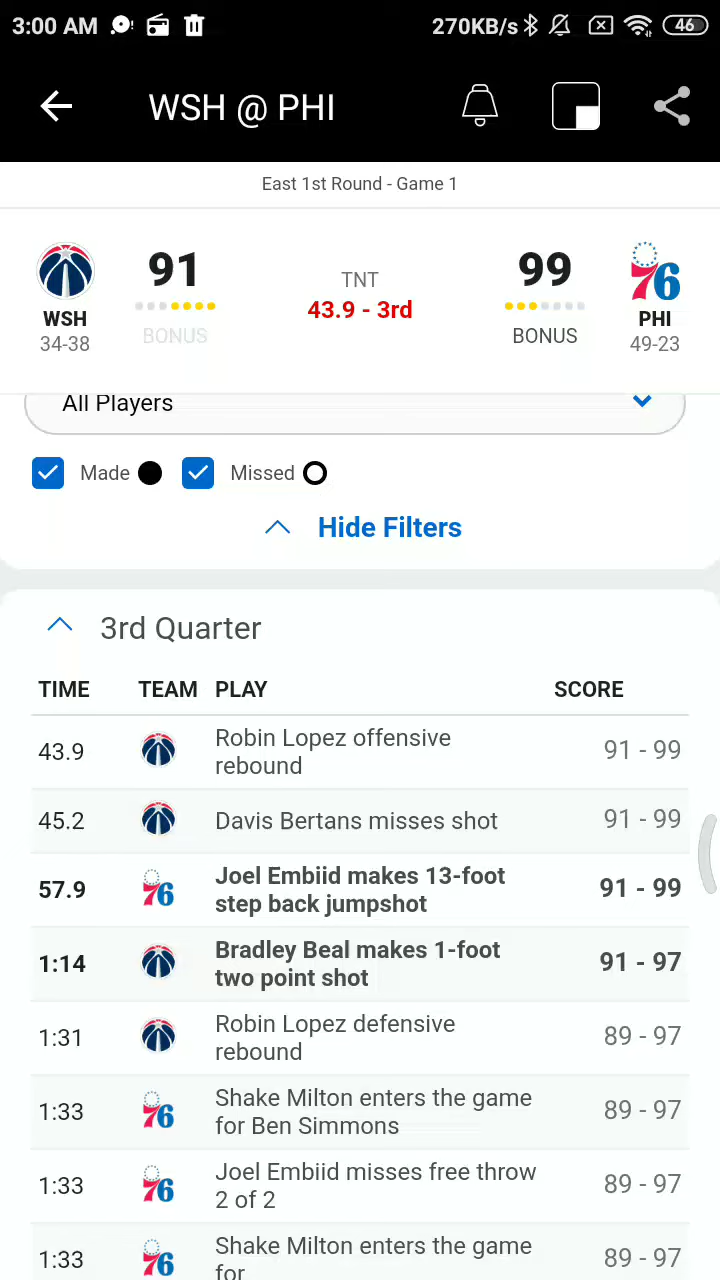 3:00 AM 270KB/s 46
WSH @ PHI
East 1st Round - Game 1
91 TNT 99
43.9 - 3rd
76
WSH BONUS BONUS PHI
34-38 49-23
All Players
Made Missed
Hide Filters
3rd Quarter
TIME TEAM PLAY SCORE
43.9 Robin Lopez offensive
rebound 91 - 99
45.2 Davis Bertans misses shot 91 - 99
57.9 76 Joel Embiid makes 13-foot
step back jumpshot 91 - 99
1:14 Bradley Beal makes 1-foot
two point shot 91 - 97
1:31 Robin Lopez defensive
rebound 89 - 97
1:33 76 Shake Milton enters the game
for Ben Simmons 89 - 97
1:33 76 Joel Embiid misses free throw
2 of 2 89 - 97
1:33 76 Shake Milton enters the game
for 89 - 97